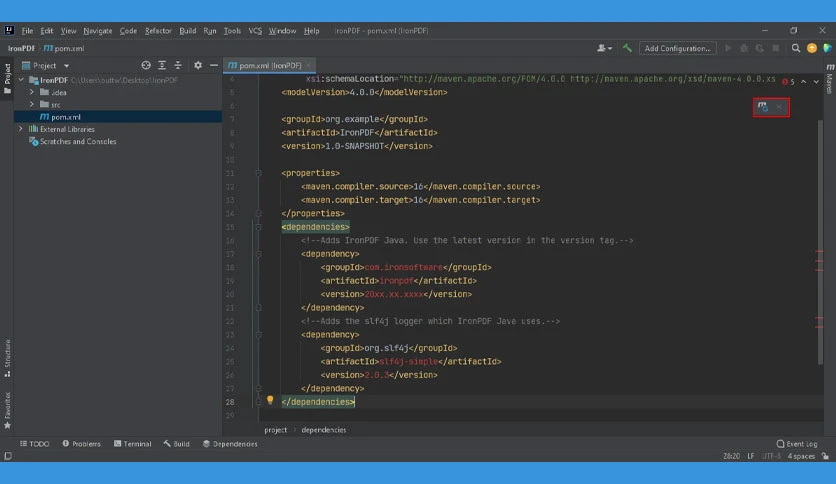 File Edit View Navigate Code Refactor Build Run Tools VCS Window Help IronPDF - pom.xml (IronPDF)
IronPDF m pom.xml Add Configuration...
Project pom.xml (IronPDF)
Project
IronPDF C:\Users\buttw\Desktop\IronPDF
.idea
src
m pom.xml
External Libraries
Scratches and Consoles
4 xsi:schemaLocation="http://maven.apache.org/POM/4.0.0 http://maven.apache.org/xsd/maven-4.0.0.xs 5
5 <modelVersion>4.0.0</modelVersion>
6
7 <groupId>org.example</groupId>
8 <artifactId>IronPDF</artifactId>
9 <version>1.0-SNAPSHOT</version>
10
11 <properties>
12 <maven.compiler.source>16</maven.compiler.source>
13 <maven.compiler.target>16</maven.compiler.target>
14 </properties>
15 <dependencies>
16 <!--Adds IronPDF Java. Use the latest version in the version tag.-->
17 <dependency>
18 <groupId>com.ironsoftware</groupId>
19 <artifactId>ironpdf</artifactId>
20 <version>20xx.xx.xxxx</version>
21 </dependency>
22 <!--Adds the slf4j logger which IronPDF Java uses.-->
23 <dependency>
24 <groupId>org.slf4j</groupId>
25 <artifactId>slf4j-simple</artifactId>
26 <version>2.0.3</version>
27 </dependency>
28 </dependencies>
29
Maven
Structure
Favorites
project dependencies
TODO Problems Terminal Build Dependencies Event Log
28:20 LF UTF-8 4 spaces